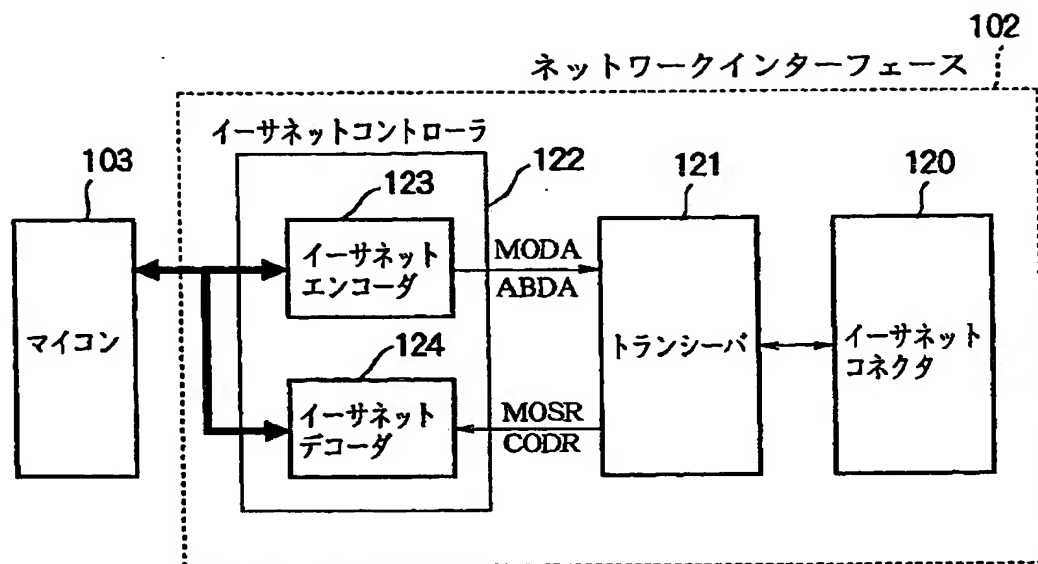 102
ネットワークインターフェース
イーサネットコントローラ
103
123
122
121
120
マイコン
イーサネット
エンコーダ
MODA
ABDA
124
イーサネット
デコーダ
MOSR
CODR
トランシーバ
イーサネット
コネクタ